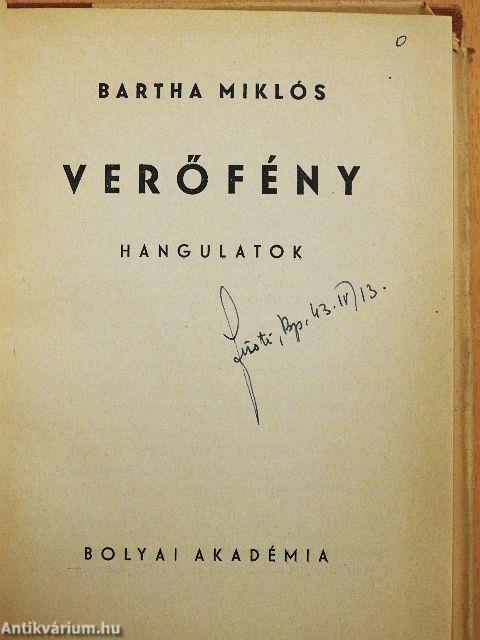 BARTHA MIKLÓS
VERŐFÉNY
HANGULATOK
Bp. 43. IV/13.
BOLYAI AKADÉMIA
Antikvárium.hu